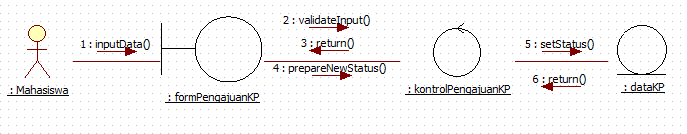 2 : validateInput()
1 : inputData()
3 : return()
5 : setStatus()
4 : prepareNewStatus()
6 : return()
: Mahasiswa
: formPengajuanKP
: kontrolPengajuanKP
: dataKP